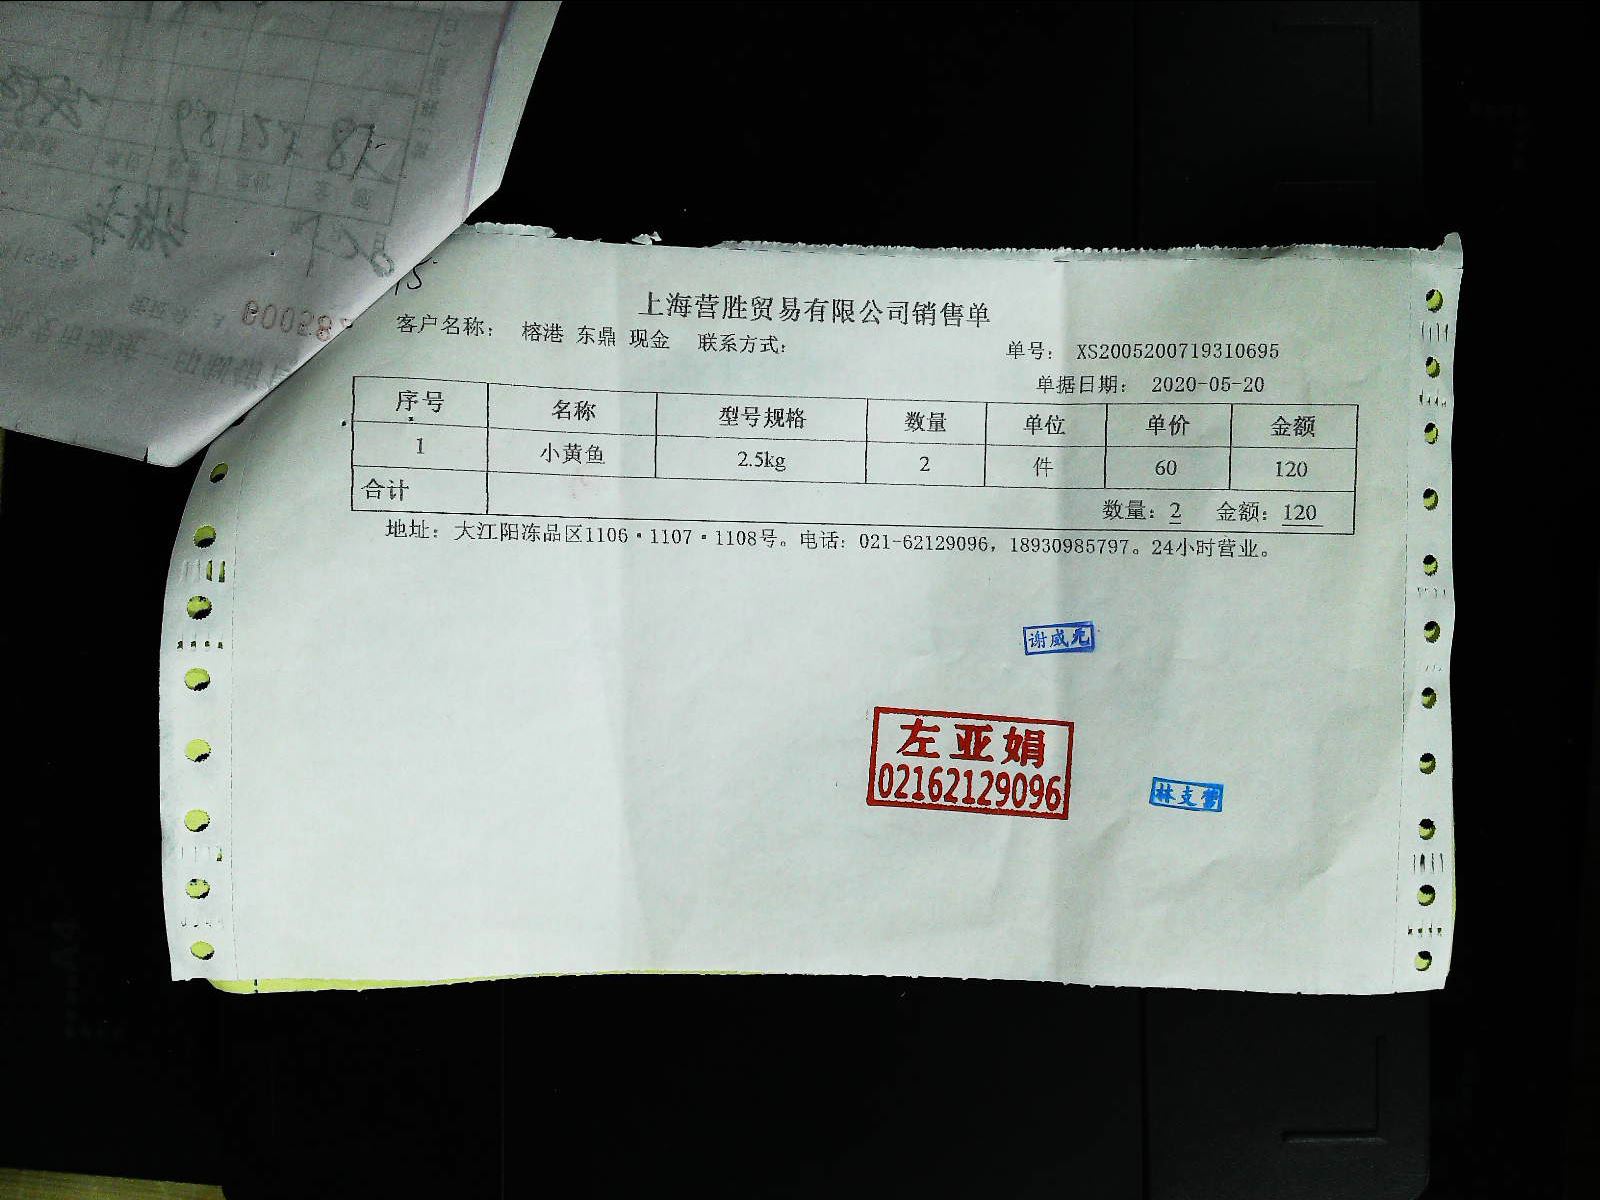 上海营胜贸易有限公司销售单
客户名称： 榕港 东鼎 现金 联系方式：
单号： XS2005200719310695
单据日期： 2020-05-20
序号 名称 型号规格 数量 单位 单价 金额
1 小黄鱼 2.5kg 2 件 60 120
合计 数量：2 金额：120
地址：大江阳冻品区1106·1107·1108号。电话：021-62129096，18930985797。24小时营业。
谢威光
左亚娟
02162129096
林支营